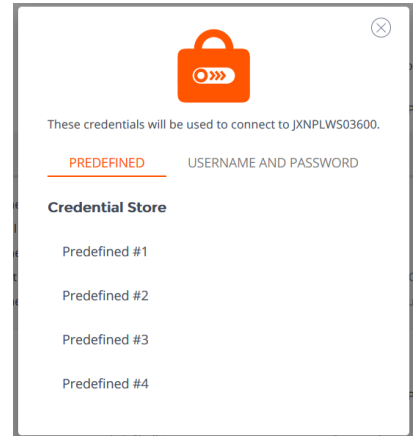 These credentials will be used to connect to JXNPLWS03600.
PREDEFINED USERNAME AND PASSWORD
Credential Store
Predefined #1
Predefined #2
Predefined #3
Predefined #4